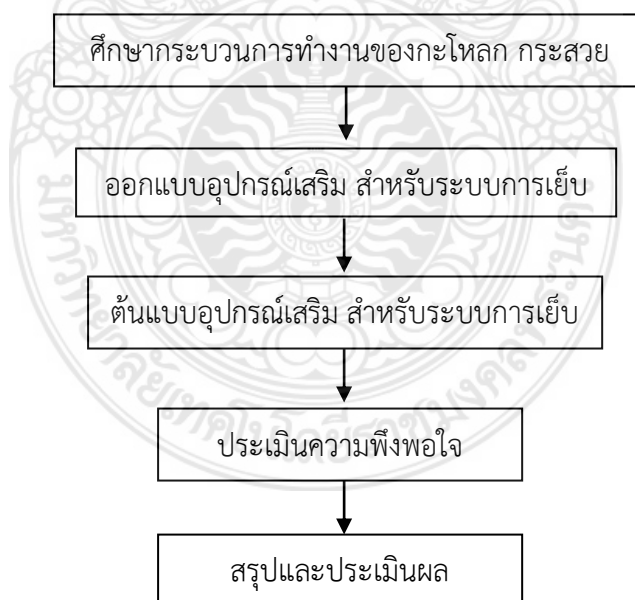 ศึกษากระบวนการทำงานของกะโหลก กระสวย
ออกแบบอุปกรณ์เสริม สำหรับระบบการเย็บ
ต้นแบบอุปกรณ์เสริม สำหรับระบบการเย็บ
ประเมินความพึงพอใจ
สรุปและประเมินผล